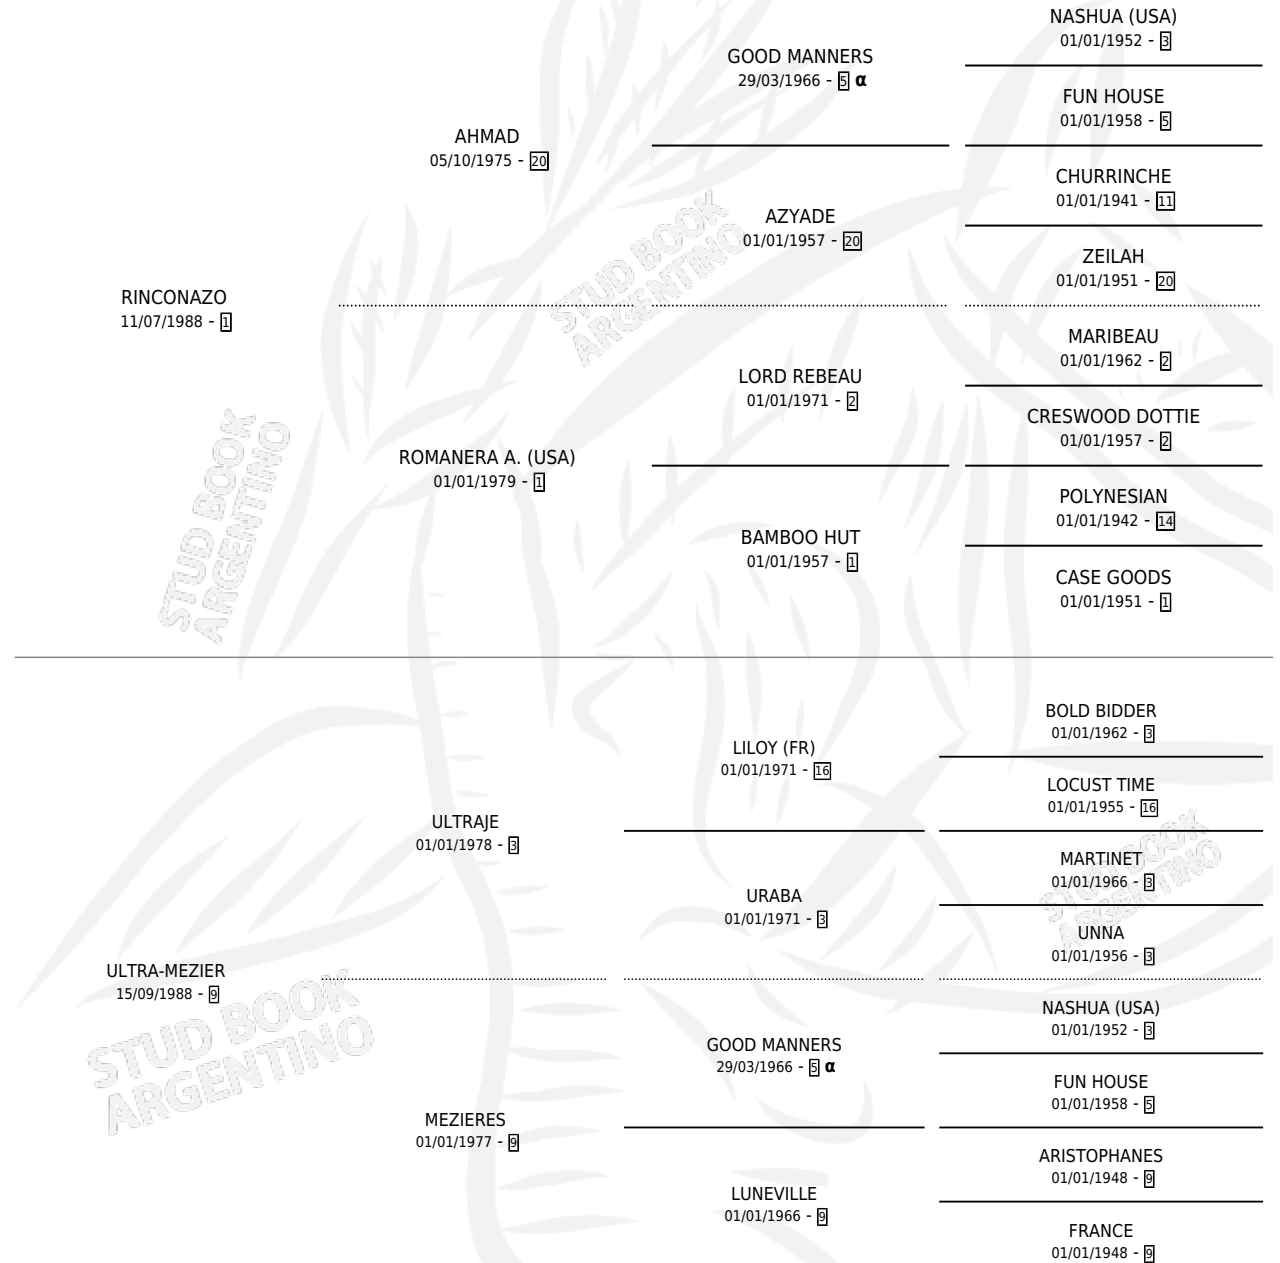 NASHUA (USA)
01/01/1952 - 3
GOOD MANNERS
29/03/1966 - 5 α
FUN HOUSE
01/01/1958 - 5
AHMAD
05/10/1975 - 20
CHURRINCHE
01/01/1941 - 11
AZYADE
01/01/1957 - 20
ZEILAH
01/01/1951 - 20
RINCONAZO
11/07/1988 - 1
MARIBEAU
01/01/1962 - 2
LORD REBEAU
01/01/1971 - 2
CRESWOOD DOTTIE
01/01/1957 - 2
ROMANERA A. (USA)
01/01/1979 - 1
POLYNESIAN
01/01/1942 - 14
BAMBOO HUT
01/01/1957 - 1
CASE GOODS
01/01/1951 - 1
STUD BOOK
ARGENTINO
STUD BOOK
ARGENTINO
BOLD BIDDER
01/01/1962 - 3
LILOY (FR)
01/01/1971 - 16
LOCUST TIME
01/01/1955 - 16
ULTRAJE
01/01/1978 - 3
MARTINET
01/01/1966 - 3
URABA
01/01/1971 - 3
UNNA
01/01/1956 - 3
ULTRA-MEZIER
15/09/1988 - 9
NASHUA (USA)
01/01/1952 - 3
GOOD MANNERS
29/03/1966 - 5 α
FUN HOUSE
01/01/1958 - 5
MEZIERES
01/01/1977 - 9
ARISTOPHANES
01/01/1948 - 9
LUNEVILLE
01/01/1966 - 9
FRANCE
01/01/1948 - 9
STUD BOOK
ARGENTINO
STUD BOOK
ARGENTINO